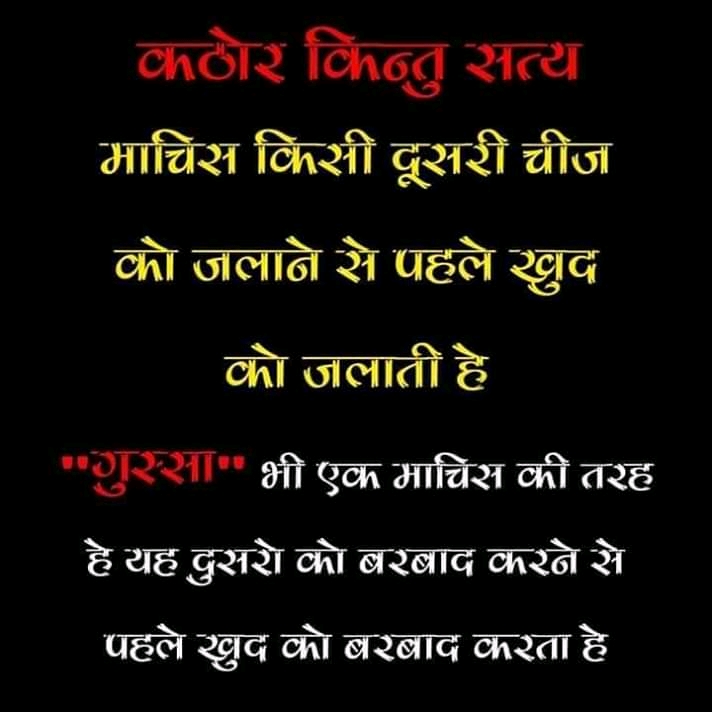 कठोर किन्तु सत्य
माचिस किसी दूसरी चीज
को जलाने से पहले खुद
को जलाती हे
"गुस्सा" भी एक माचिस की तरह
हे यह दुसरो को बरबाद करने से
पहले खुद को बरबाद करता हे